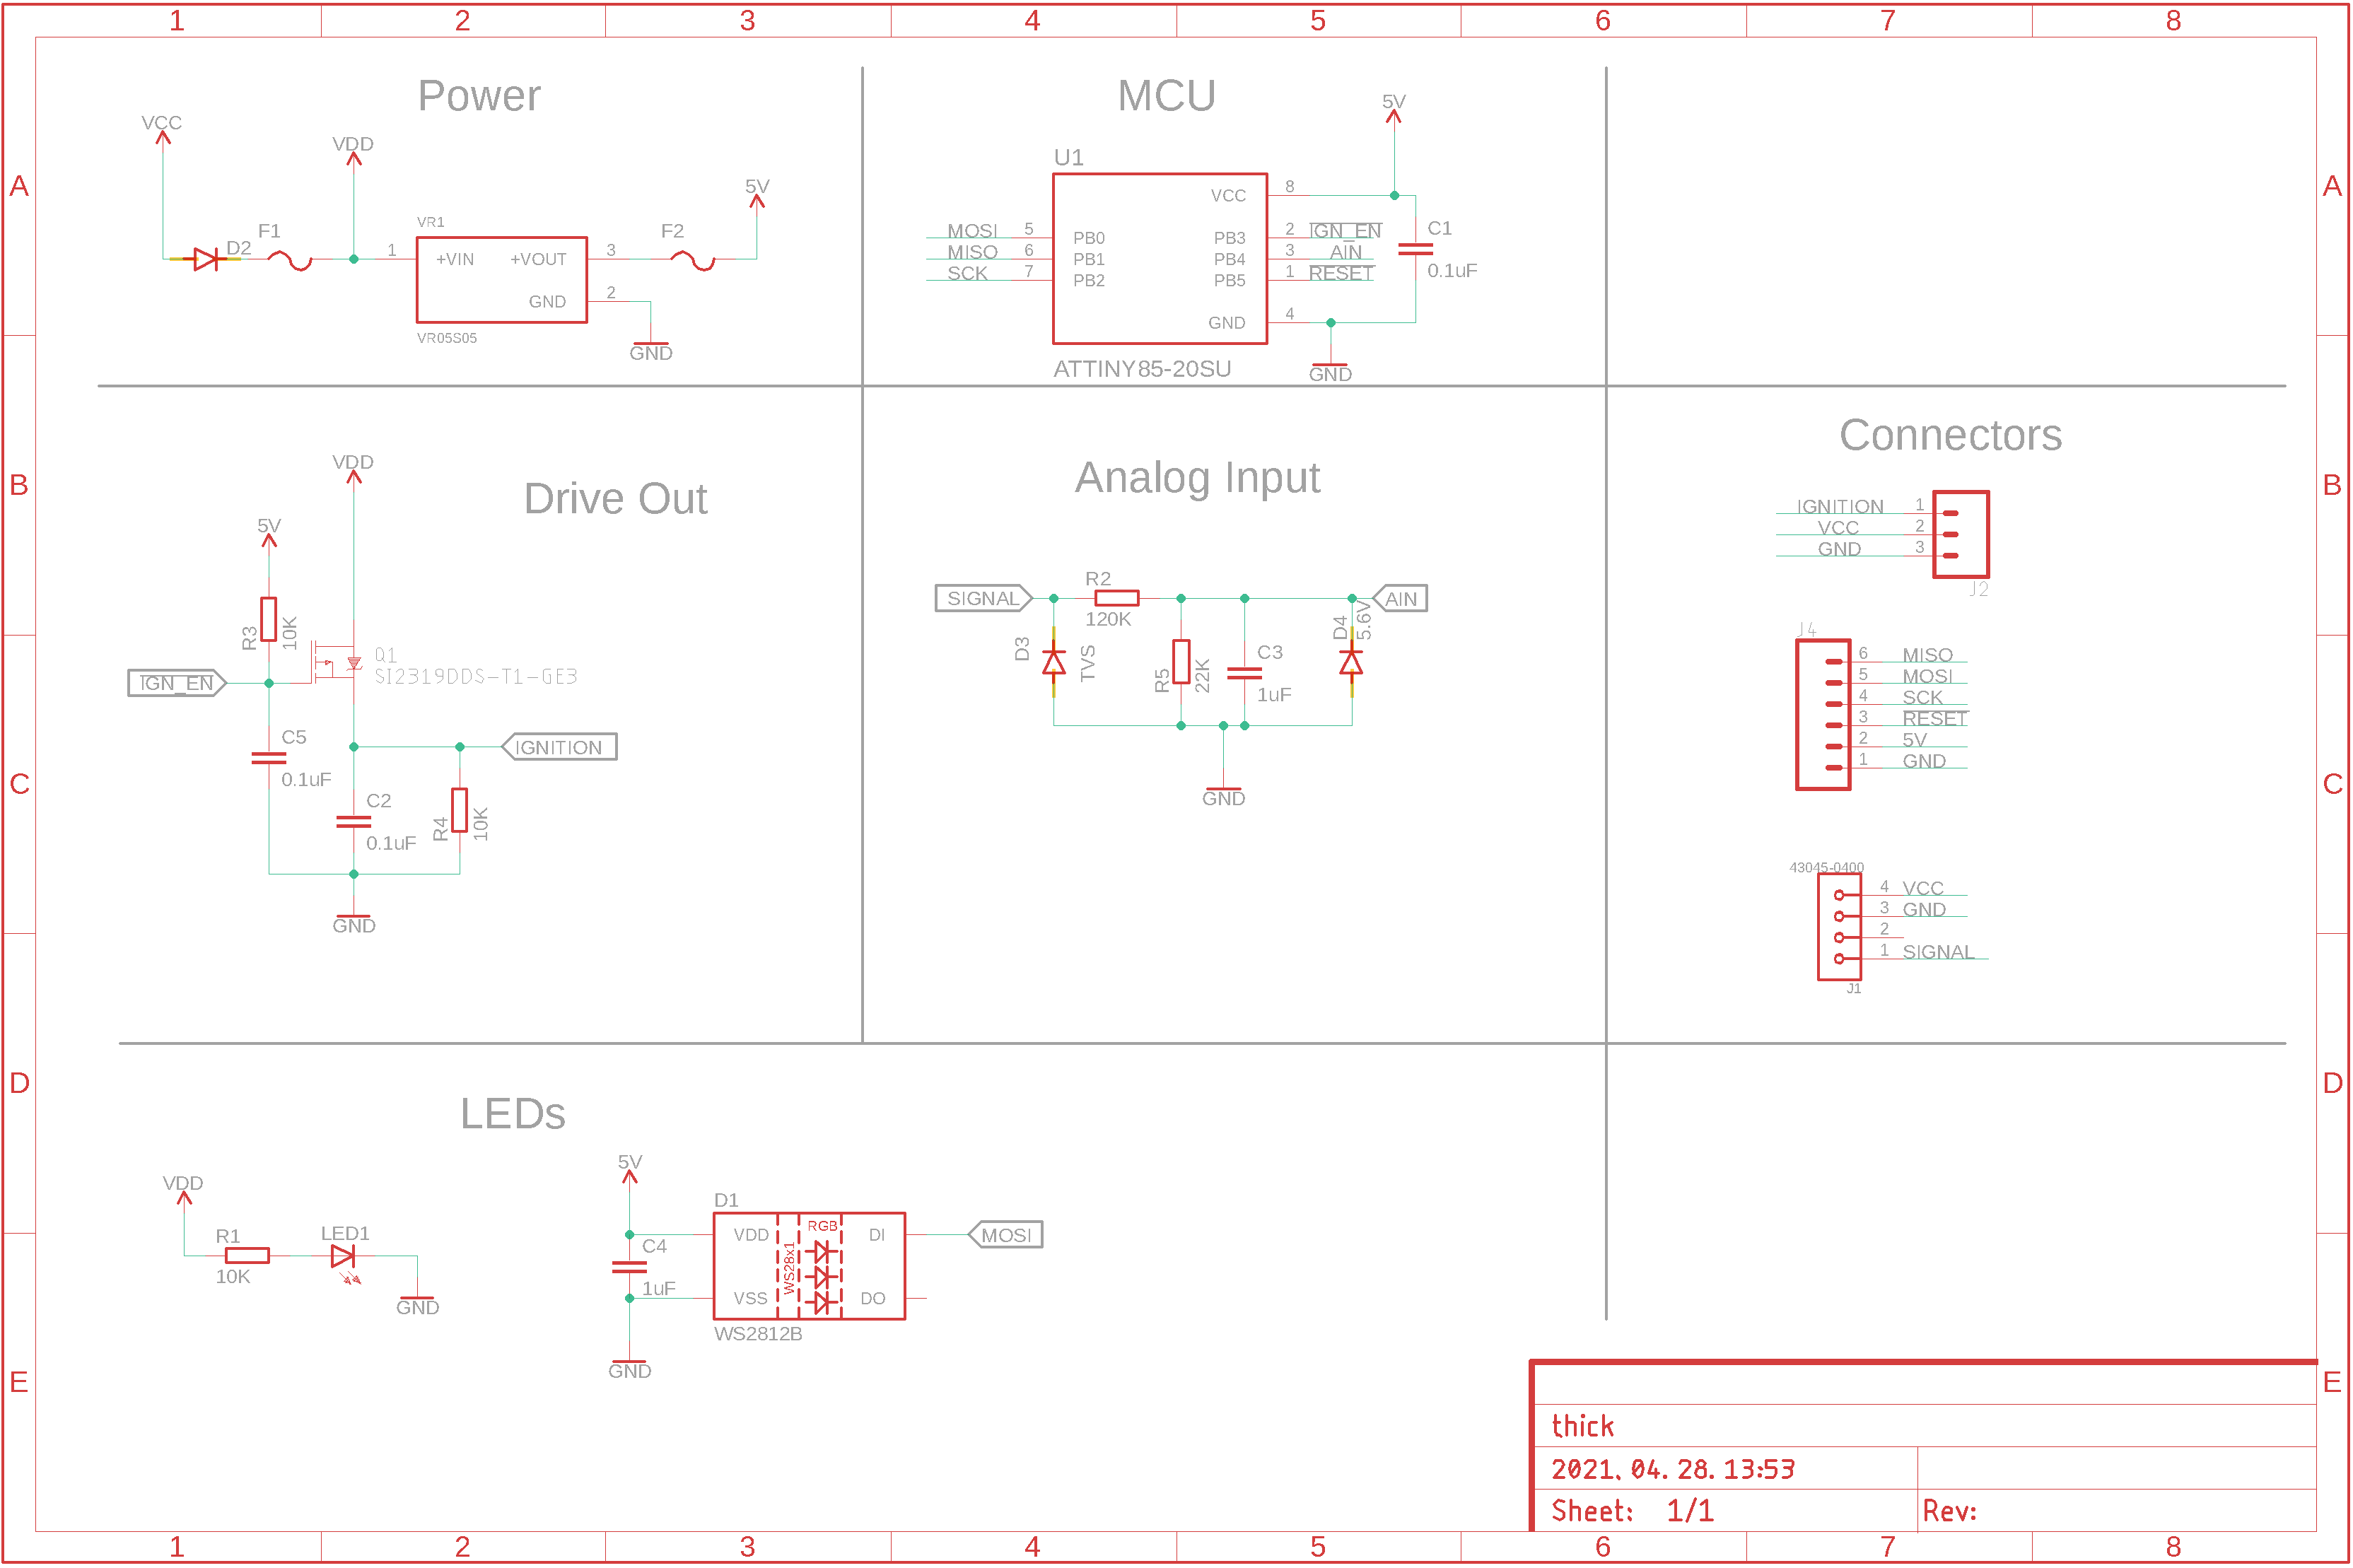 1 2 3 4 5 6 7 8
A
B
C
D
E
A
B
C
D
E
Power
VCC
VDD
5V
D2
F1
VR1
1
+VIN
+VOUT
3
GND
2
VR05S05
F2
GND
MCU
5V
U1
VCC
8
MOSI
5
PB0
PB3
2
IGN_EN
MISO
6
PB1
PB4
3
AIN
SCK
7
PB2
PB5
1
RESET
GND
4
C1
0.1uF
ATTINY85-20SU
GND
Drive Out
VDD
5V
R3
10K
Q1
SI2319DDS-T1-GE3
IGN_EN
C5
0.1uF
IGNITION
C2
0.1uF
R4
10K
GND
Analog Input
SIGNAL
R2
120K
AIN
D3
TVS
R5
22K
C3
1uF
D4
5.6V
GND
Connectors
IGNITION 1
VCC 2
GND 3
J2
J4
6 MISO
5 MOSI
4 SCK
3 RESET
2 5V
1 GND
43045-0400
4 VCC
3 GND
2
1 SIGNAL
J1
LEDs
VDD
R1
10K
LED1
GND
5V
C4
1uF
GND
D1
VDD
VSS
WS28x1
RGB
DI
DO
WS2812B
MOSI
thick
2021. 04. 28. 13:53
Sheet: 1/1
Rev:
1 2 3 4 5 6 7 8